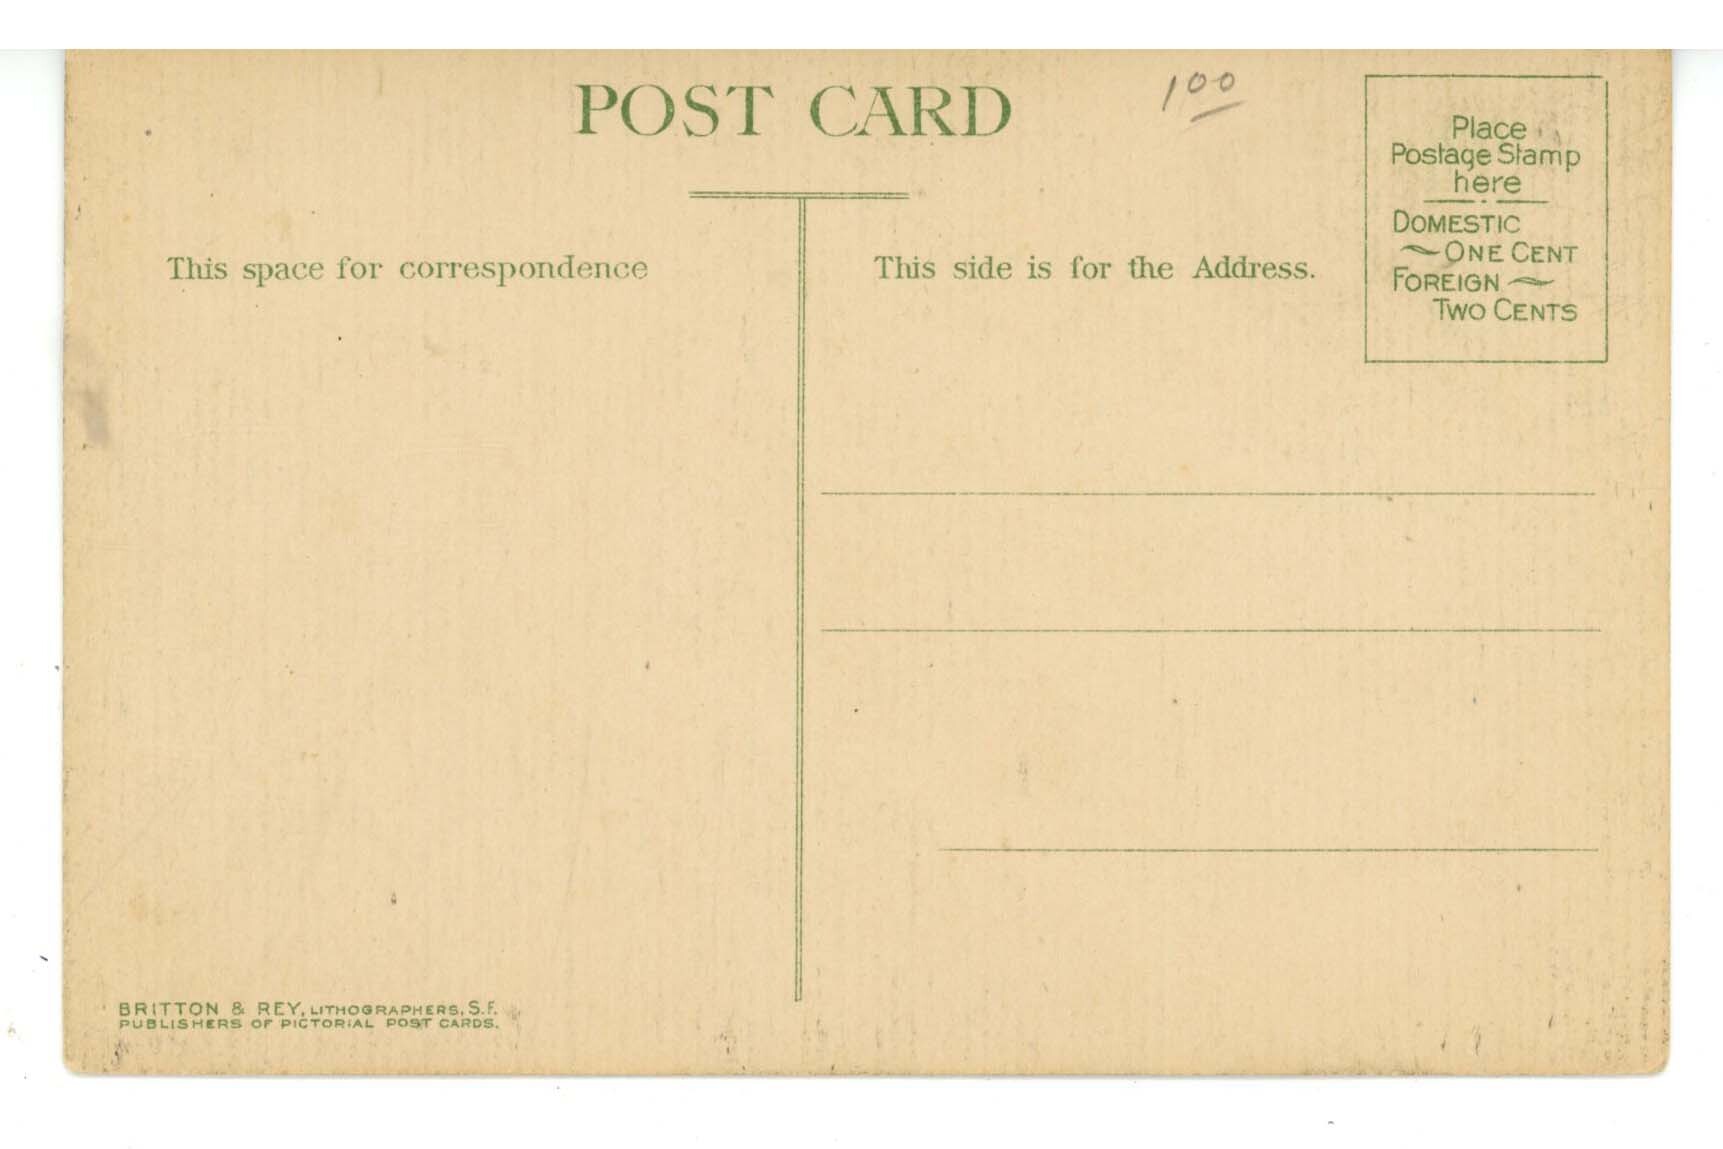 POST CARD
100
Place
Postage Stamp
here
DOMESTIC
ONE CENT
FOREIGN
TWO CENTS
This space for correspondence
This side is for the Address.
BRITTON & REY, LITHOGRAPHERS, S.F.
PUBLISHERS OF PICTORIAL POST CARDS.